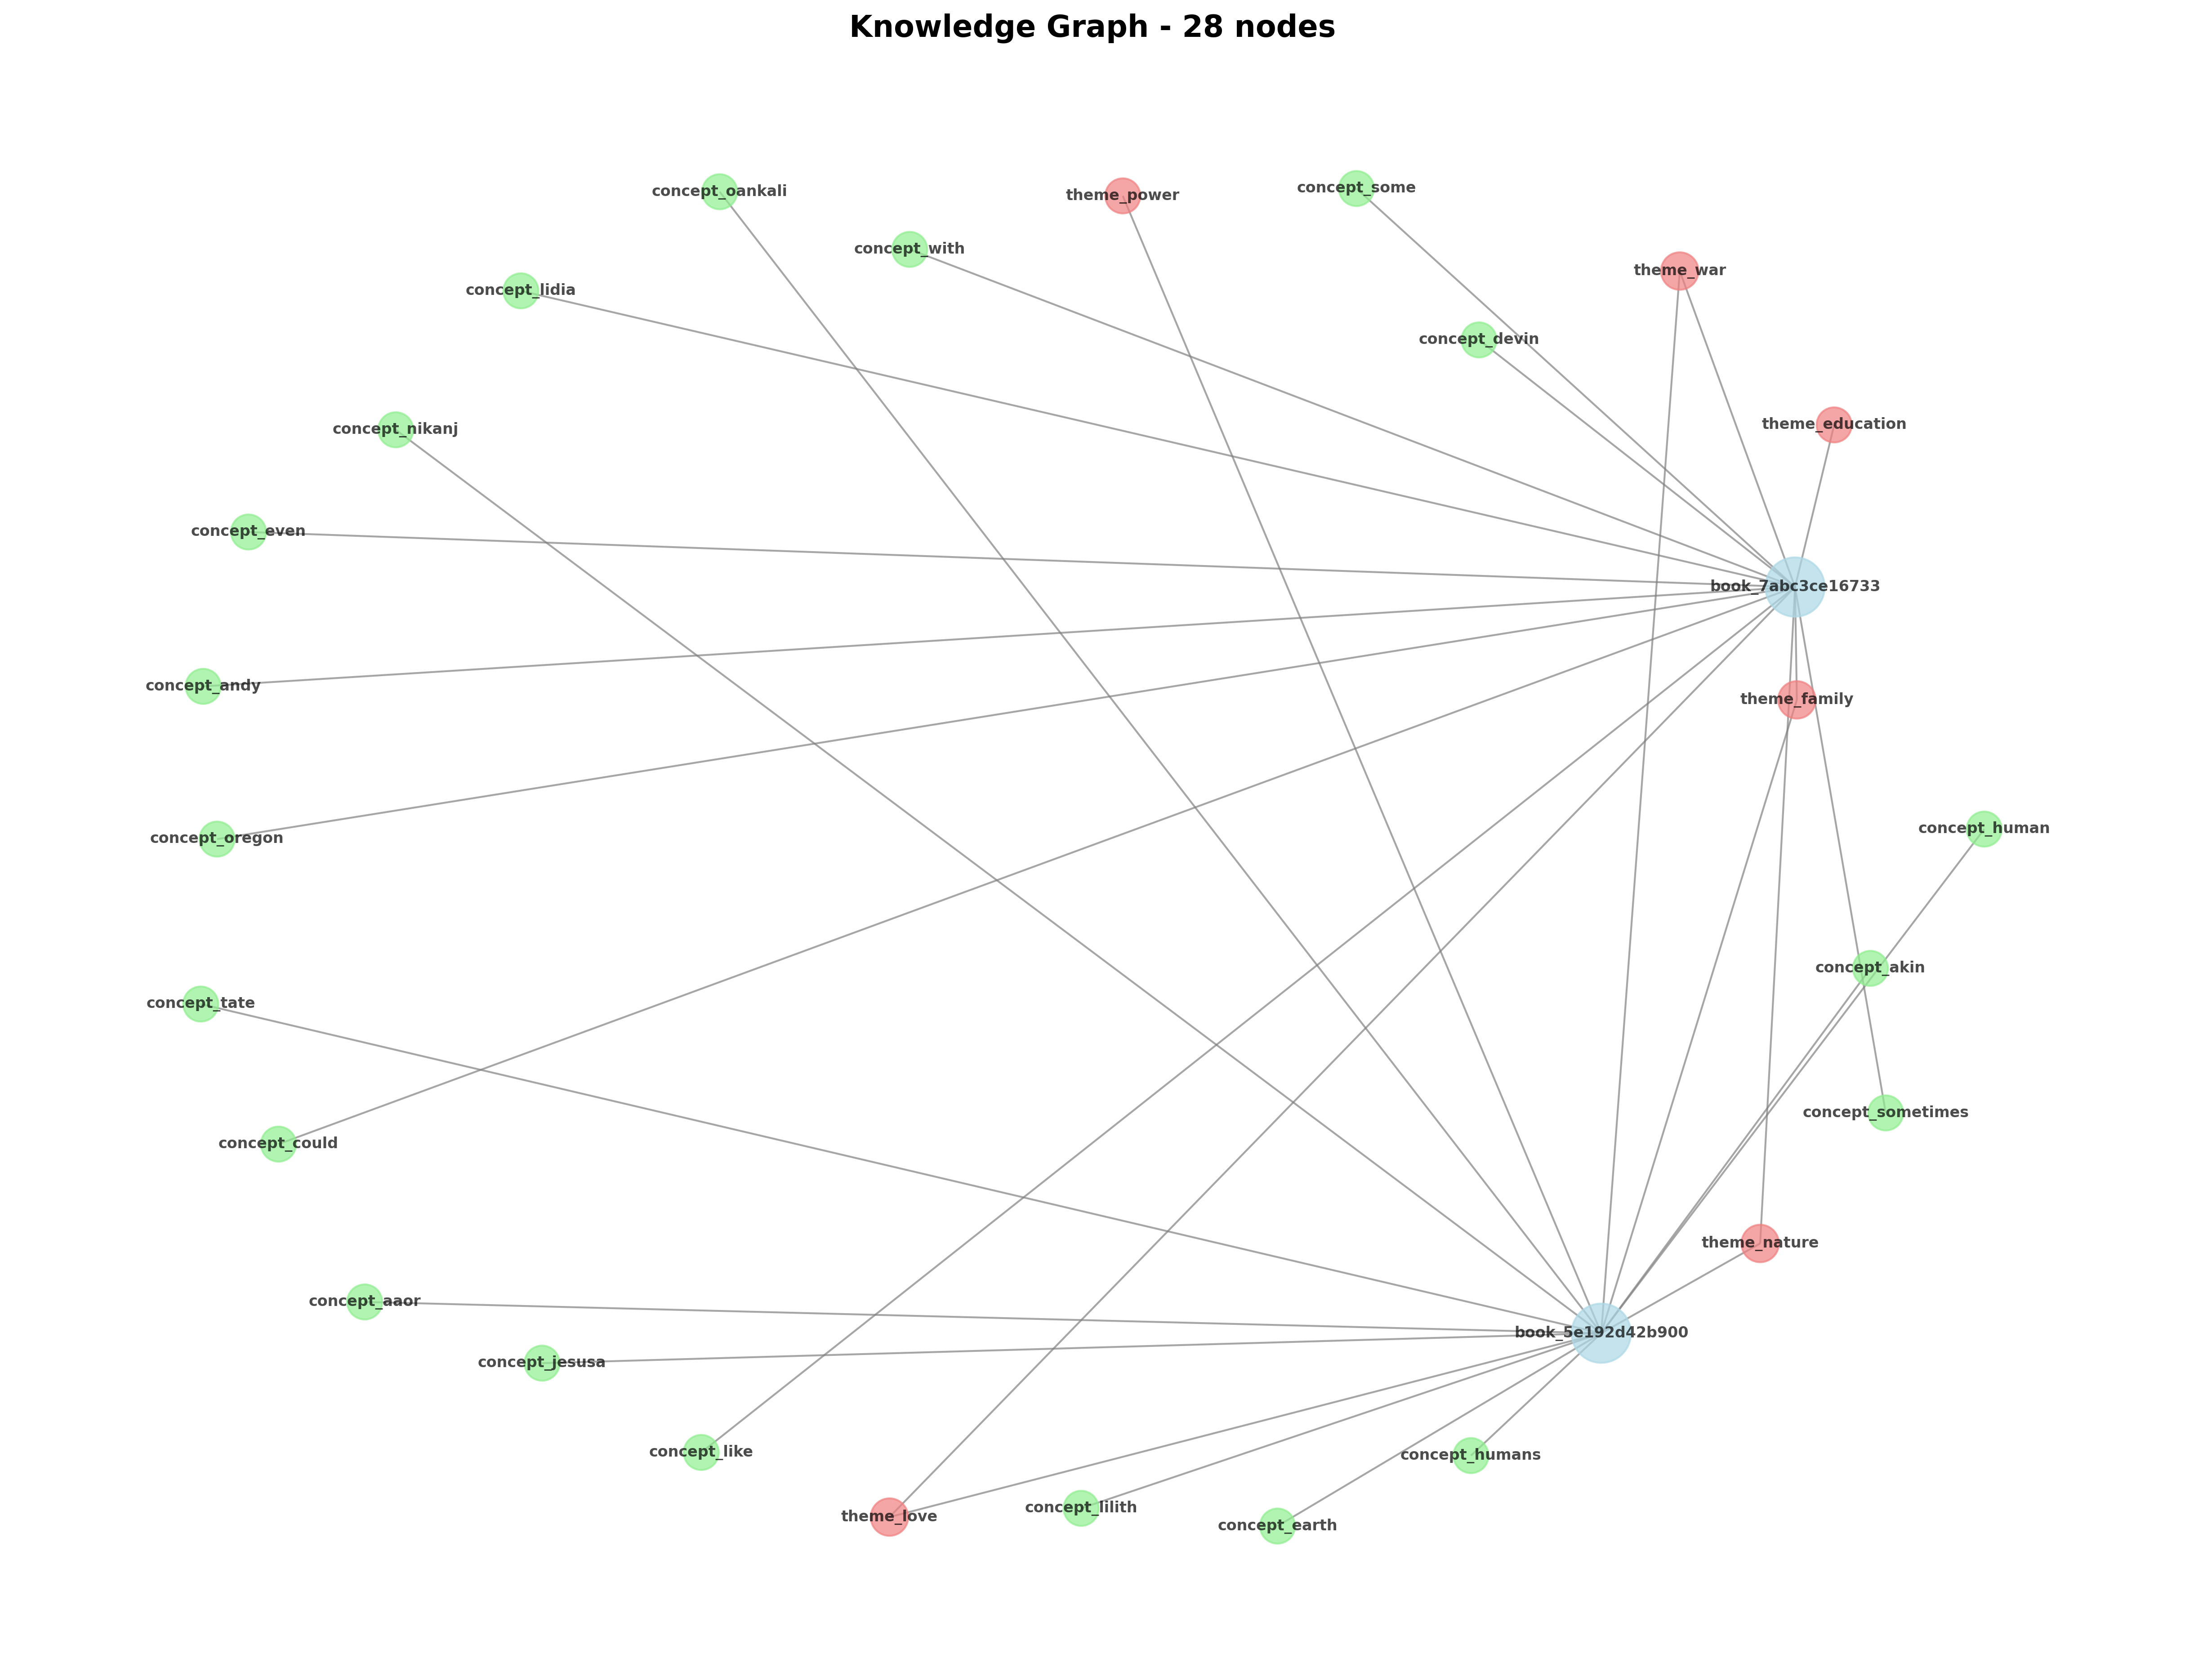 Knowledge Graph - 28 nodes
concept_oankali
theme_power
concept_some
concept_with
theme_war
concept_lidia
concept_devin
theme_education
concept_nikanj
concept_even
book_7abc3ce16733
concept_andy
theme_family
concept_human
concept_oregon
concept_akin
concept_tate
concept_sometimes
concept_could
theme_nature
concept_aaor
book_5e192d42b900
concept_jesusa
concept_like
concept_humans
concept_lilith
theme_love
concept_earth